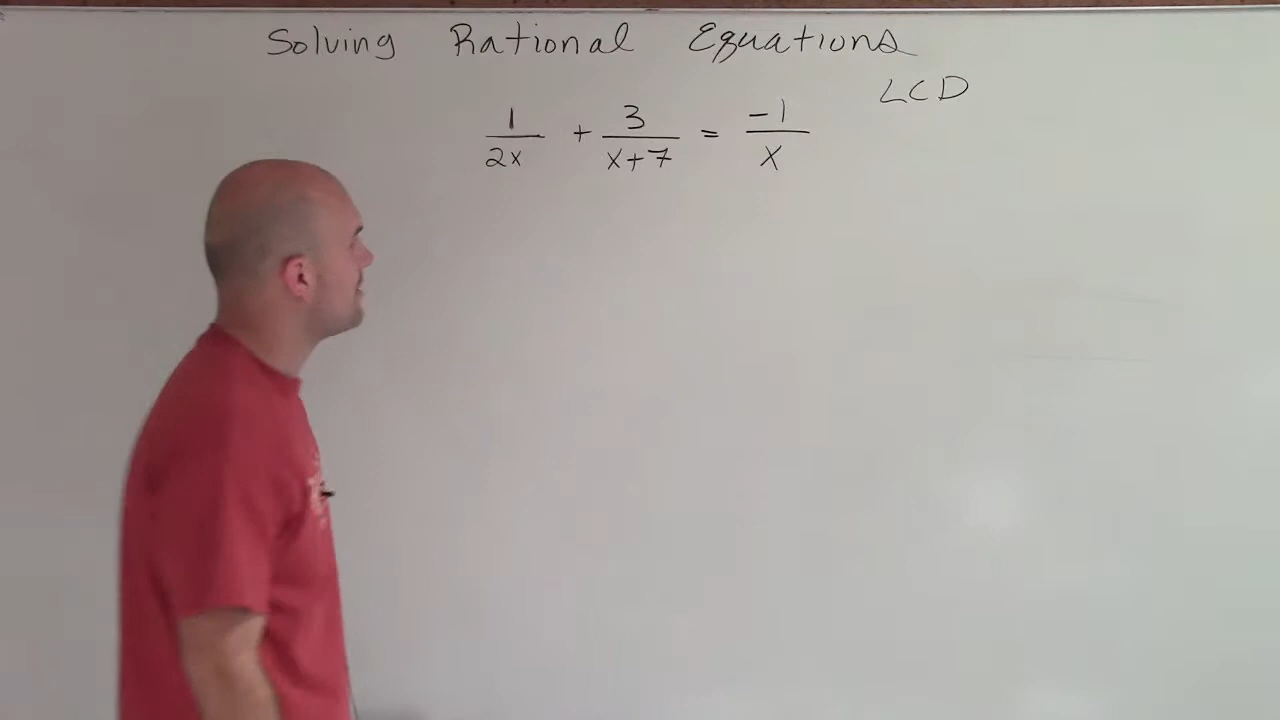 Solving Rational Equations
LCD
1/2x + 3/x+7 = -1/x